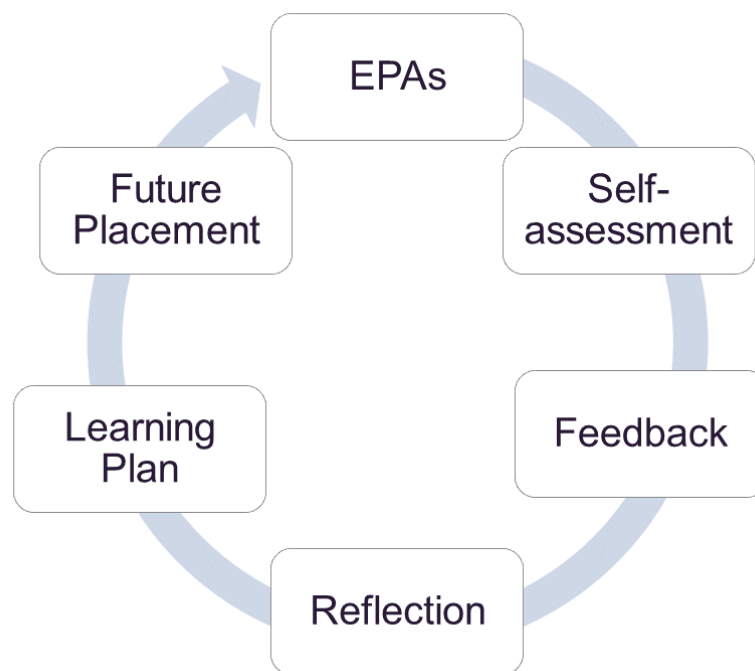 EPAs
Self-
assessment
Feedback
Reflection
Learning
Plan
Future
Placement